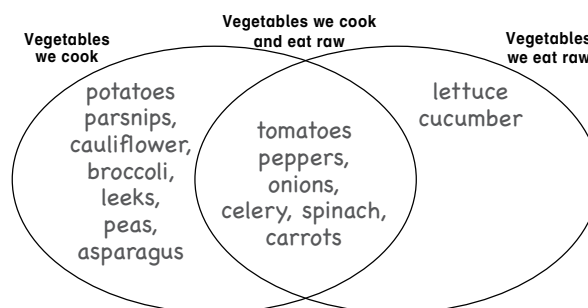 Vegetables
we cook
Vegetables we cook
and eat raw
Vegetables
we eat raw
potatoes
parsnips,
cauliflower,
broccoli,
leeks,
peas,
asparagus
tomatoes
peppers,
onions,
celery, spinach,
carrots
lettuce
cucumber